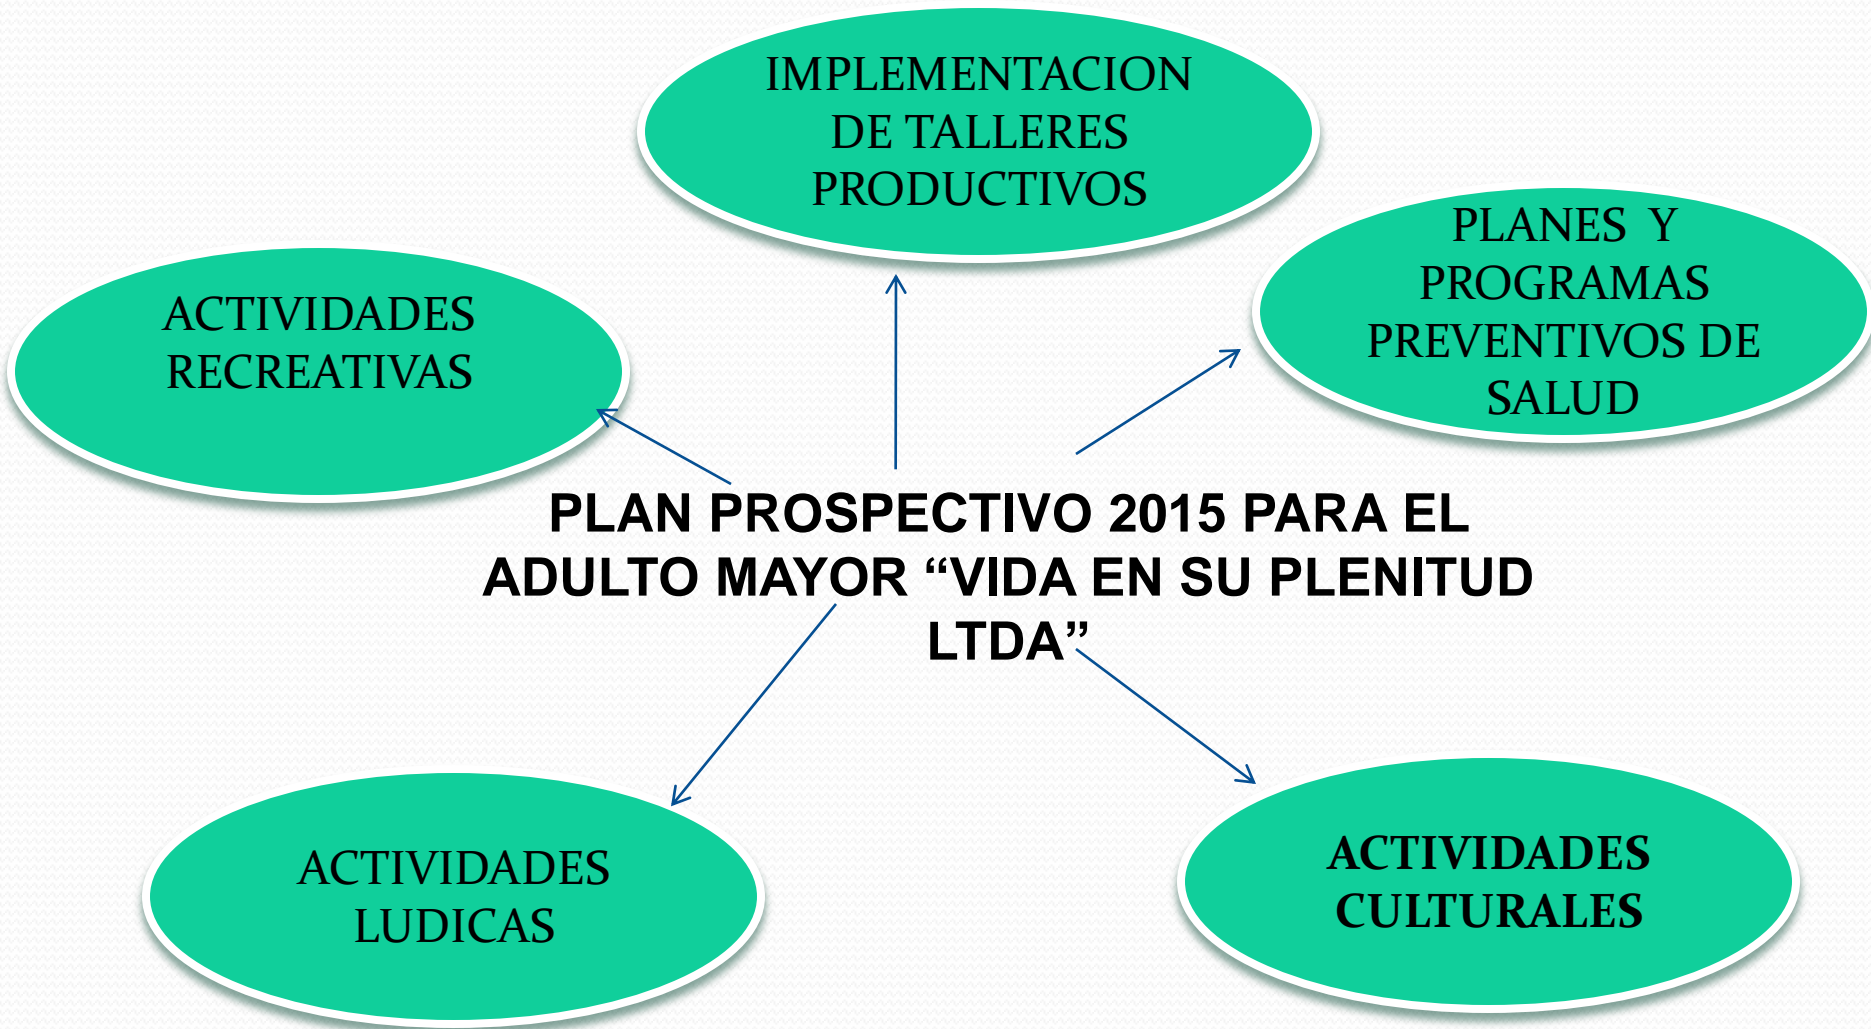 IMPLEMENTACION
DE TALLERES
PRODUCTIVOS
PLANES Y
PROGRAMAS
PREVENTIVOS DE
SALUD
ACTIVIDADES
RECREATIVAS
PLAN PROSPECTIVO 2015 PARA EL
ADULTO MAYOR “VIDA EN SU PLENITUD
LTDA”
ACTIVIDADES
LUDICAS
ACTIVIDADES
CULTURALES